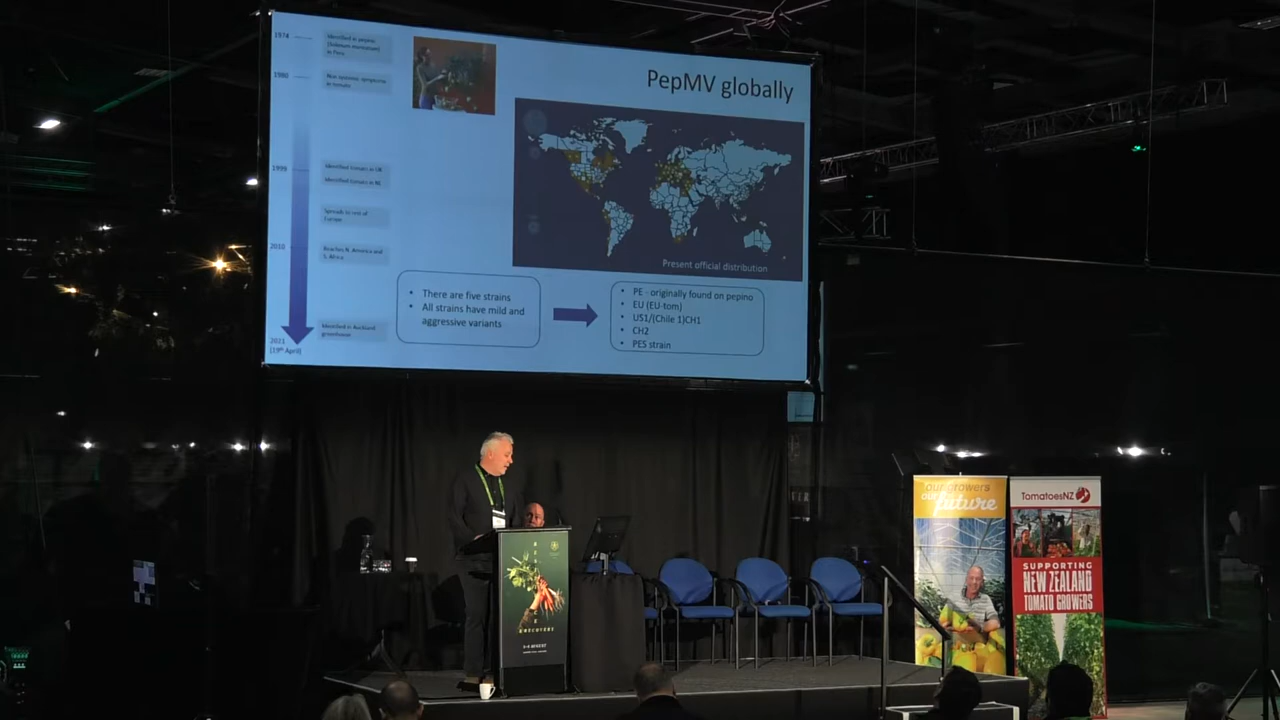 1974
Identified in pepino
(Solanum muricatum)
in Peru
1980
Non systemic symptoms
in tomato
PepMV globally
1999
Identified tomato in UK
Identified tomato in NL
Spreads to rest of
Europe
2010
Reaches N. America and
S. Africa
Present official distribution
• There are five strains
• All strains have mild and
aggressive variants
• PE - originally found on pepino
• EU (EU-tom)
• US1/(Chile 1)CH1
• CH2
• PES strain
Identified in Auckland
greenhouse
2021
(19th April)
our growers
our future
TomatoesNZ
SUPPORTING
NEW ZEALAND
TOMATO GROWERS